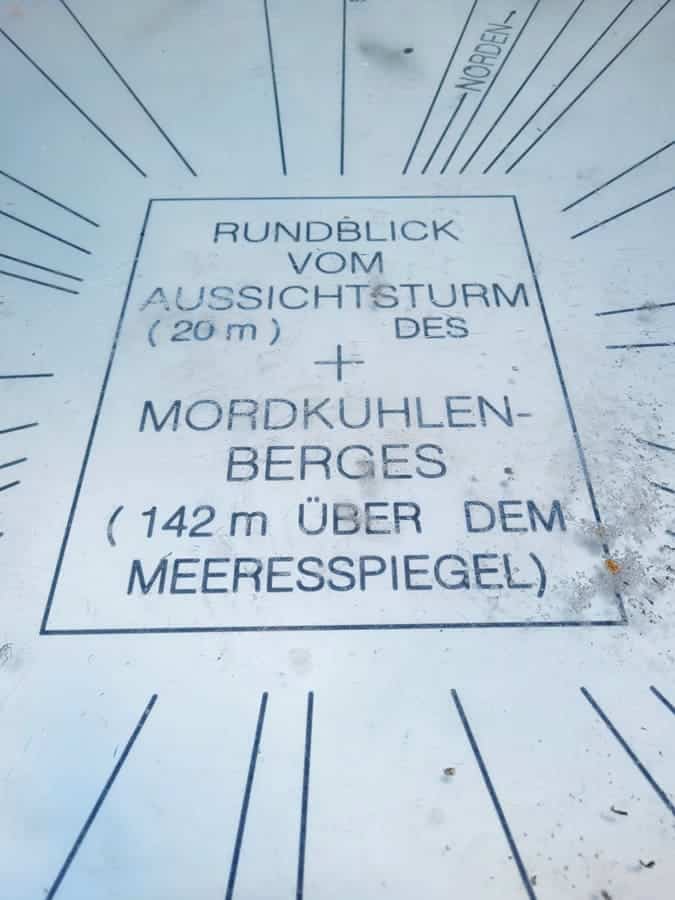 NORDEN
RUNDBLICK
VOM
AUSSICHTSTURM
(20 m) DES
+
MORDKUHLEN-
BERGES
(142 m ÜBER DEM
MEERESSPIEGEL)